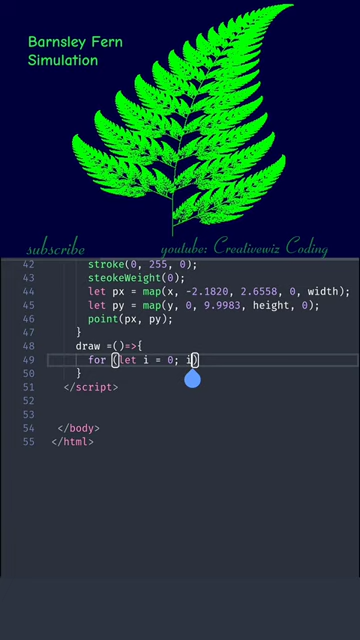 Barnsley Fern
Simulation
subscribe
youtube: Creativewiz Coding
42 stroke(0, 255, 0);
43 steokeWeight(0);
44 let px = map(x, -2.1820, 2.6558, 0, width);
45 let py = map(y, 0, 9.9983, height, 0);
46 point(px, py);
47 }
48 draw =()=>{
49 for (let i = 0; i)
50 }
51 </script>
52
53
54 </body>
55 </html>